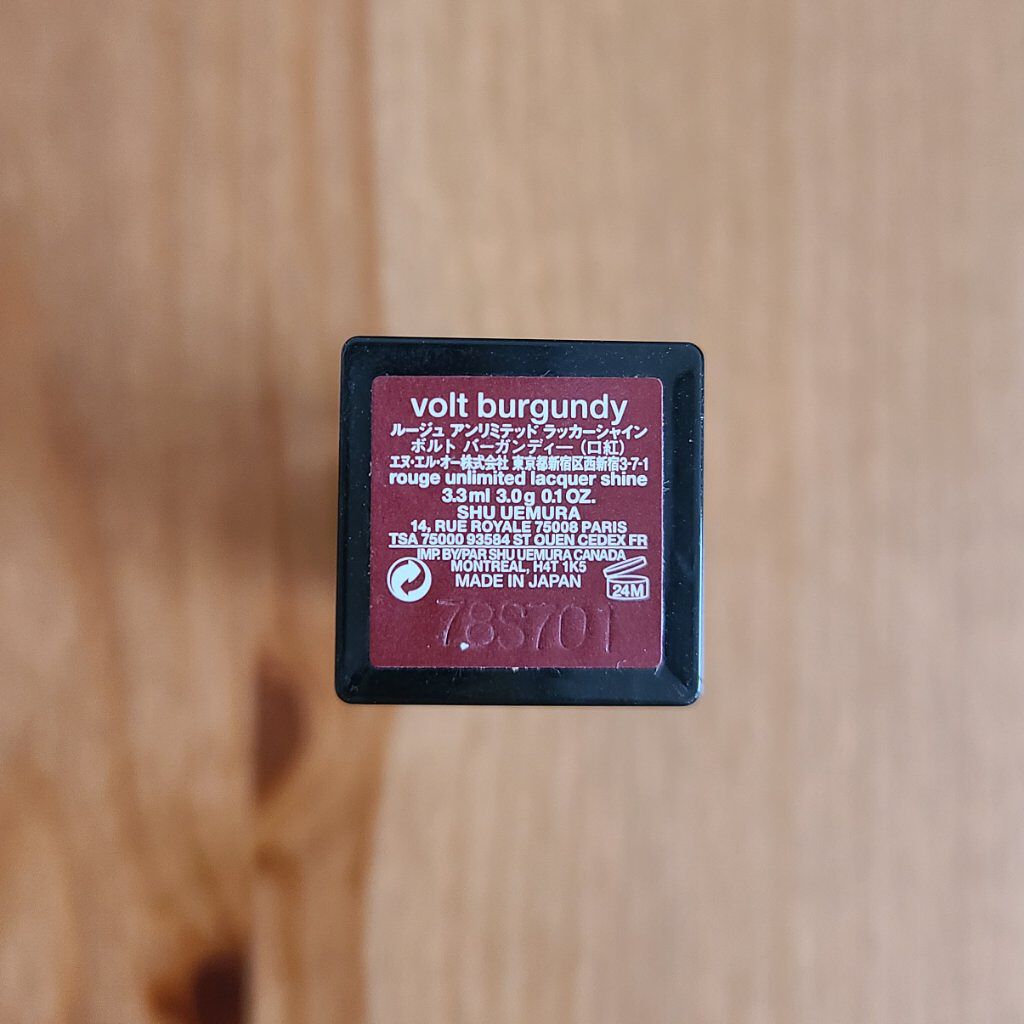 volt burgundy
ルージュ アンリミテッド ラッカーシャイン
ボルト バーガンディー（口紅）
エヌ・エル・オー株式会社 東京都新宿区西新宿3-7-1
rouge unlimited lacquer shine
3.3ml 3.0g 0.1 OZ.
SHU UEMURA
14, RUE ROYALE 75008 PARIS
TSA 75000 93584 ST OUEN CEDEX FR
IMP. BY/PAR SHU UEMURA CANADA
MONTREAL, H4T 1K5
MADE IN JAPAN
24M
78S701